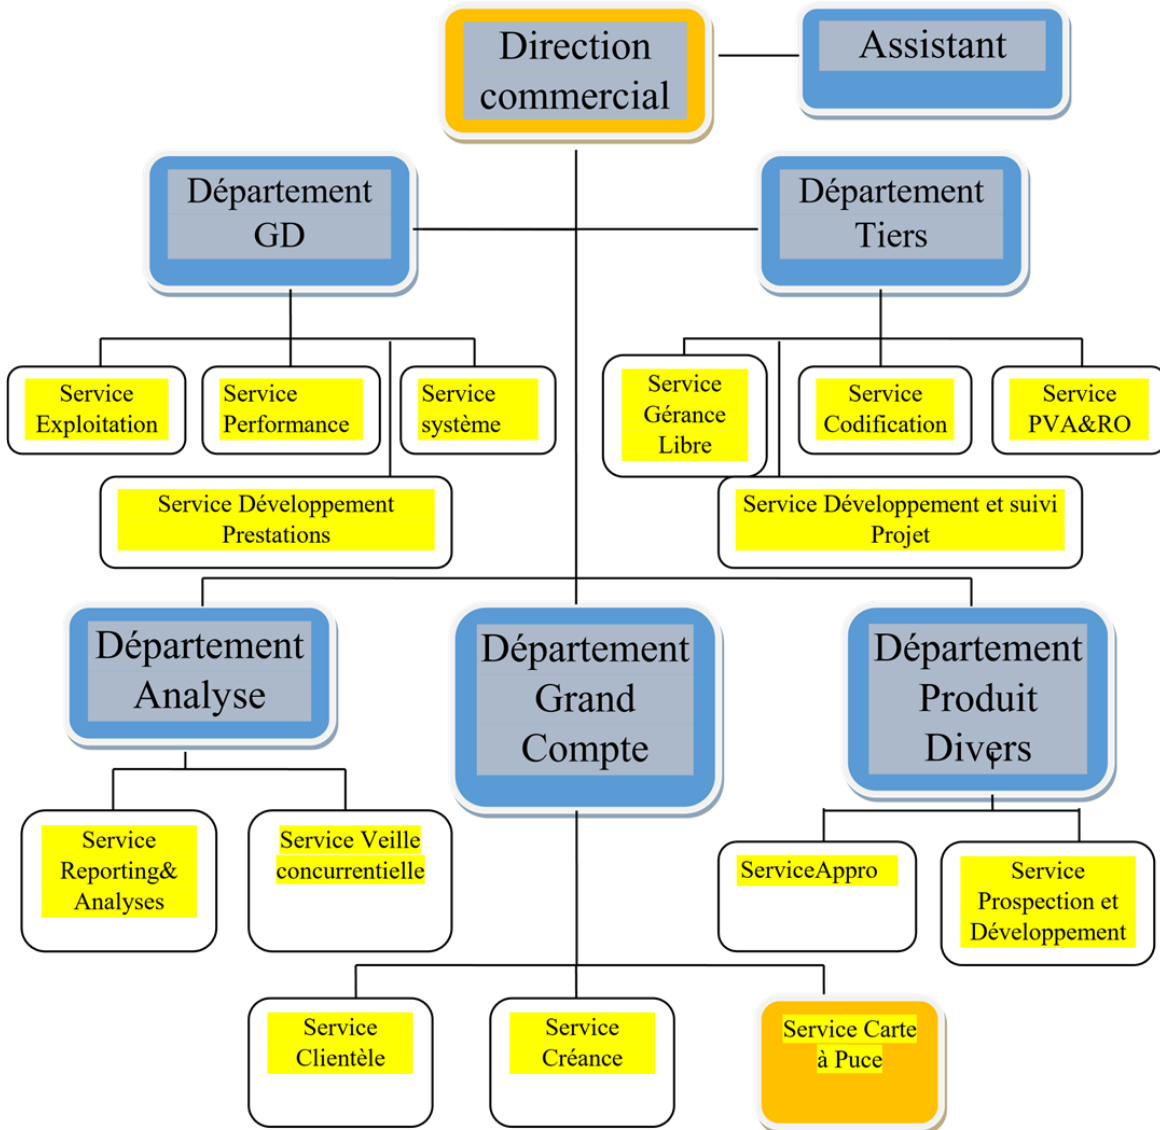 Direction
commercial
Assistant
Département
GD
Département
Tiers
Service
Exploitation
Service
Performance
Service
système
Service
Gérance
Libre
Service
Codification
Service
PVA&RO
Service Développement
Prestations
Service Développement et suivi
Projet
Département
Analyse
Département
Grand
Compte
Département
Produit
Divers
Service
Reporting&
Analyses
Service Veille
concurrentielle
ServiceAppro
Service
Prospection et
Développement
Service
Clientèle
Service
Créance
Service Carte
à Puce